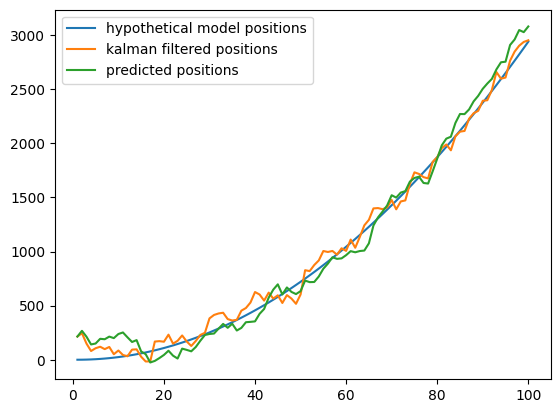 hypothetical model positions
kalman filtered positions
predicted positions
3000
2500
2000
1500
1000
500
0
0 20 40 60 80 100